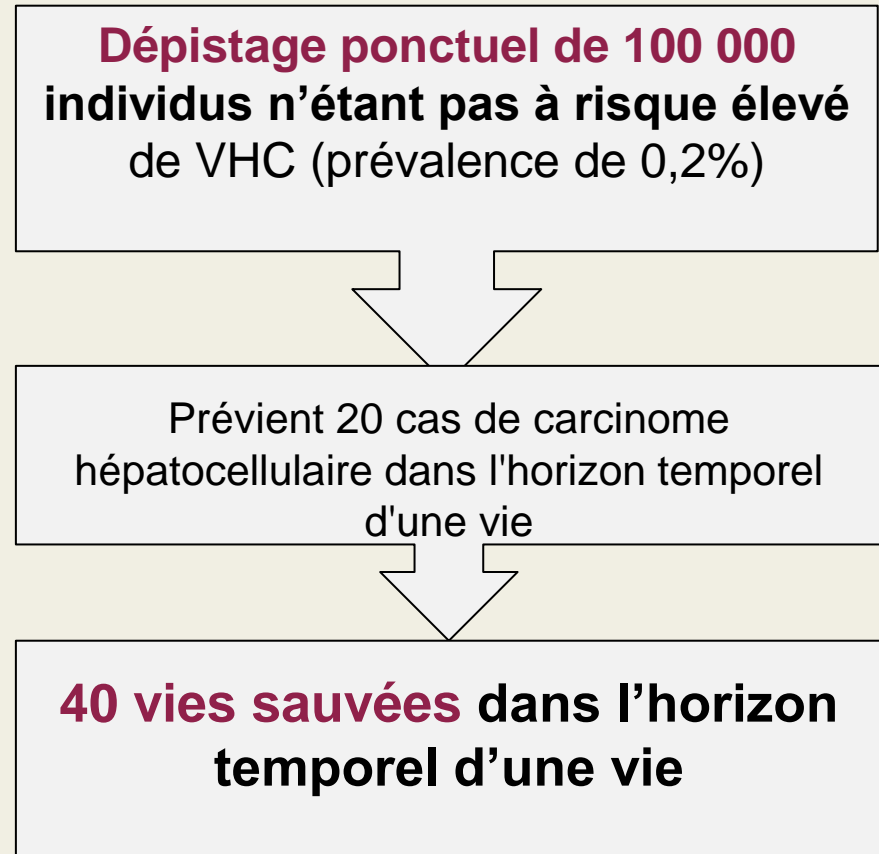 Dépistage ponctuel de 100 000
individus n’étant pas à risque élevé
de VHC (prévalence de 0,2%)
Prévient 20 cas de carcinome
hépatocellulaire dans l'horizon temporel
d'une vie
40 vies sauvées dans l’horizon
temporel d’une vie